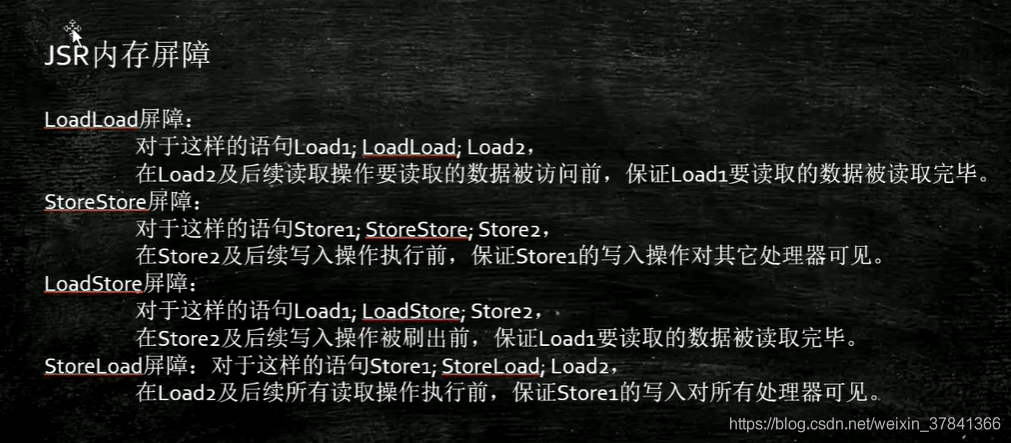 JSR内存屏障
LoadLoad屏障：
对于这样的语句Load1; LoadLoad; Load2，
在Load2及后续读取操作要读取的数据被访问前，保证Load1要读取的数据被读取完毕。
StoreStore屏障：
对于这样的语句Store1; StoreStore; Store2，
在Store2及后续写入操作执行前，保证Store1的写入操作对其它处理器可见。
LoadStore屏障：
对于这样的语句Load1; LoadStore; Store2，
在Store2及后续写入操作被刷出前，保证Load1要读取的数据被读取完毕。
StoreLoad屏障：对于这样的语句Store1; StoreLoad; Load2，
在Load2及后续所有读取操作执行前，保证Store1的写入对所有处理器可见。
https://blog.csdn.net/weixin_37841366